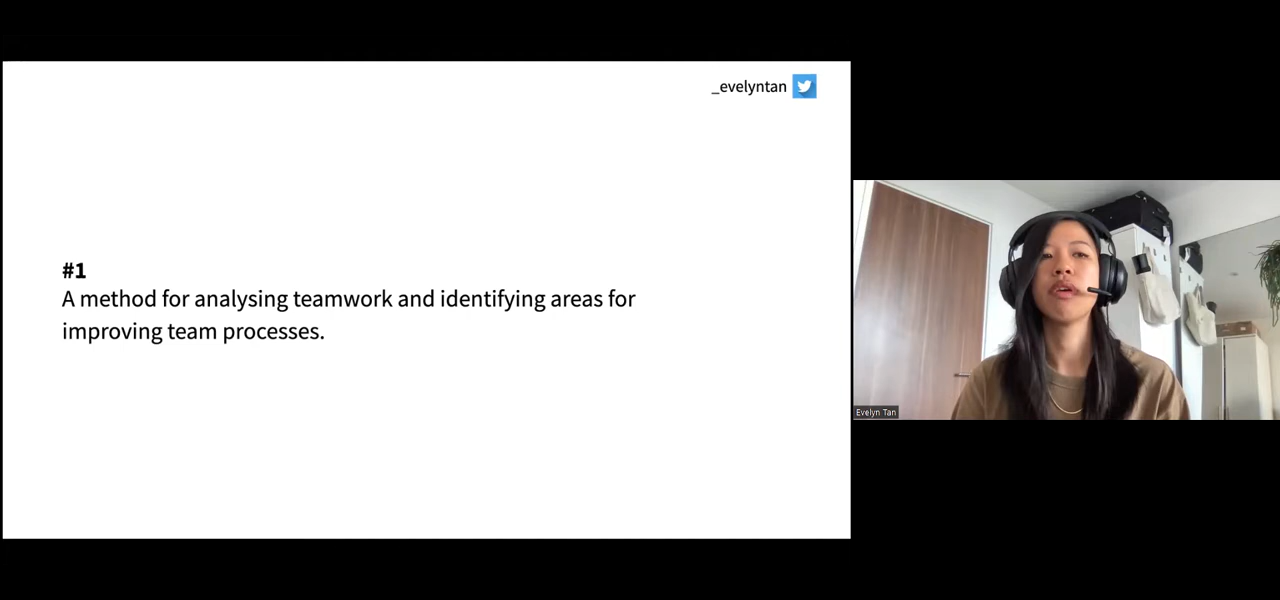 _evelyntan
#1
A method for analysing teamwork and identifying areas for
improving team processes.
Evelyn Tan